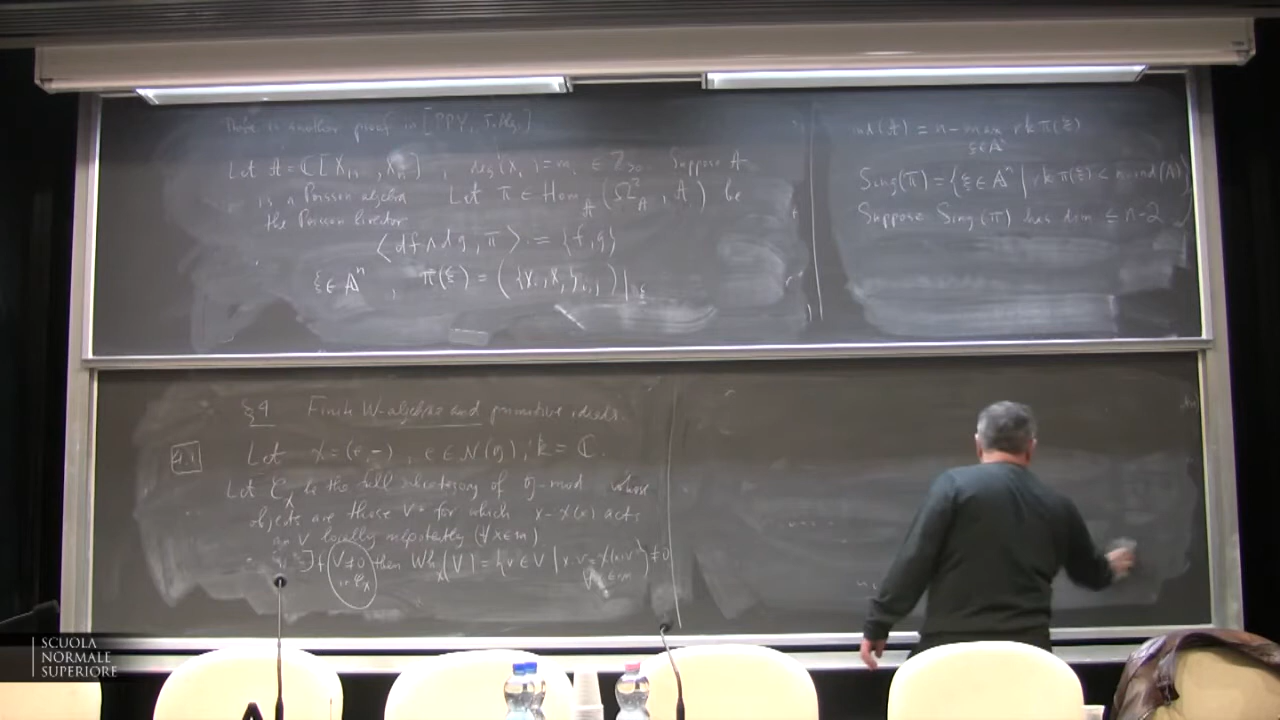 There is another proof in [PPY, J. Alg.]
Let A = ℂ[X₁, , Xₙ] , deg(Xᵢ) = mᵢ ∈ ℤ>0. Suppose A
is a Poisson algebra Let π ∈ Hom_A (Ω²_A , A) be
the Poisson bivector
⟨df∧dg, π⟩ := {f, g}
ξ ∈ 𝔸ⁿ , π(ξ) = ({xᵢ, xⱼ}ᵢ,ⱼ)|ξ
ind(A) = n − max rk π(ξ)
ξ∈𝔸ⁿ
Sing(π) = {ξ ∈ 𝔸ⁿ | rk π(ξ) < n − ind(A)}
Suppose Sing(π) has dim ≤ n−2
§4 Finite W-algebras and primitive ideals.
4.1 Let χ = (e, −) , e ∈ N(g) , k = ℂ.
Let C_χ be the full subcategory of g-mod whose
objects are those V for which x − χ(x) acts
on V locally nilpotently (∀ x ∈ m)
If V≠0 then Wh_χ(V) = {v ∈ V | x·v = χ(x)v} ≠ 0
in C_χ ∀x∈m
SCUOLA
NORMALE
SUPERIORE